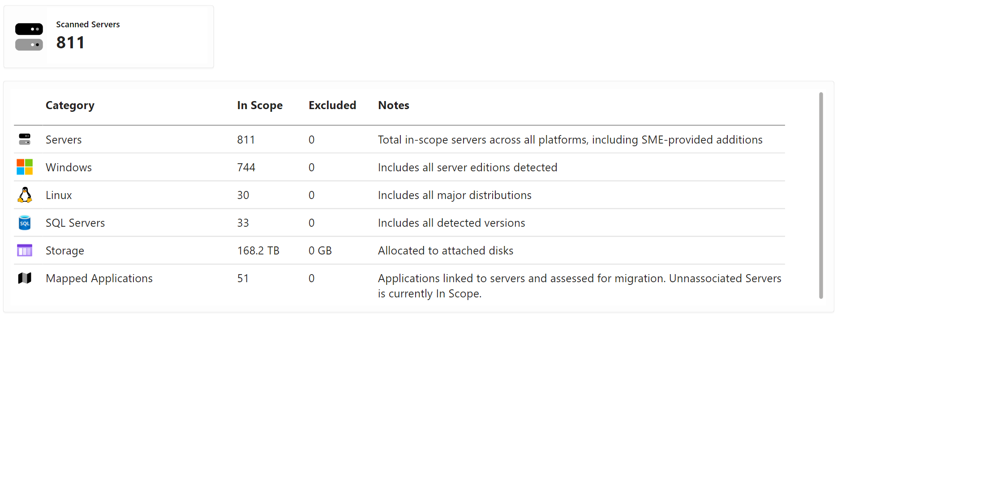 Scanned Servers
811
Category In Scope Excluded Notes
Servers 811 0 Total in-scope servers across all platforms, including SME-provided additions
Windows 744 0 Includes all server editions detected
Linux 30 0 Includes all major distributions
SQL SQL Servers 33 0 Includes all detected versions
Storage 168.2 TB 0 GB Allocated to attached disks
Mapped Applications 51 0 Applications linked to servers and assessed for migration. Unnassociated Servers
is currently In Scope.